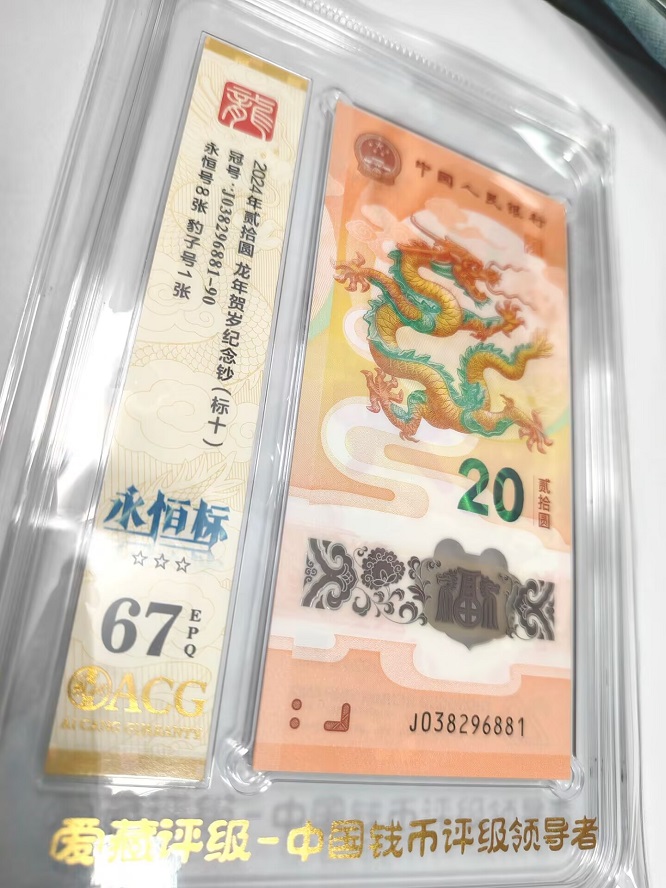 龍
2024年贰拾圆 龙年贺岁纪念钞(标十)
冠号:J038296881-90
永恒号8张 豹子号1张
永恒标
67
EPQ
ACG
中国人民银行
20
贰拾圆
福
J038296881
爱藏评级-中国钱币评级领导者